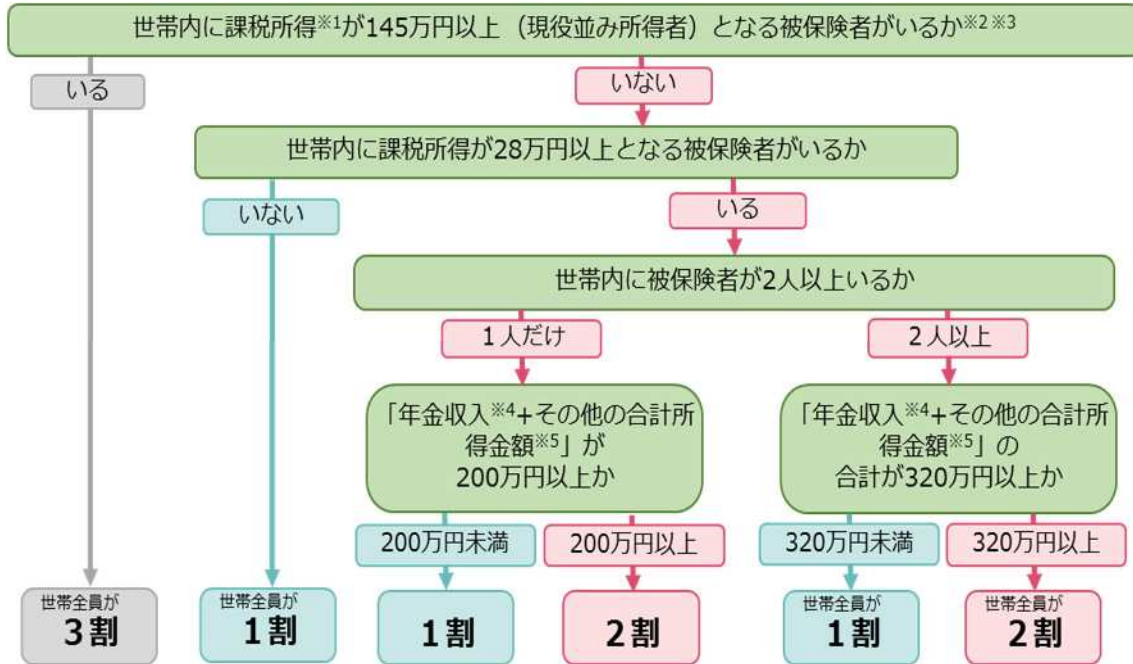 世帯内に課税所得※1が145万円以上（現役並み所得者）となる被保険者がいるか※2 ※3
いる
いない
世帯内に課税所得が28万円以上となる被保険者がいるか
いない
いる
世帯内に被保険者が2人以上いるか
１人だけ
２人以上
「年金収入※4+その他の合計所
得金額※5」が
200万円以上か
「年金収入※4+その他の合計所
得金額※5」の
合計が320万円以上か
200万円未満
200万円以上
320万円未満
320万円以上
世帯全員が
３割
世帯全員が
１割
１割
２割
世帯全員が
１割
世帯全員が
２割